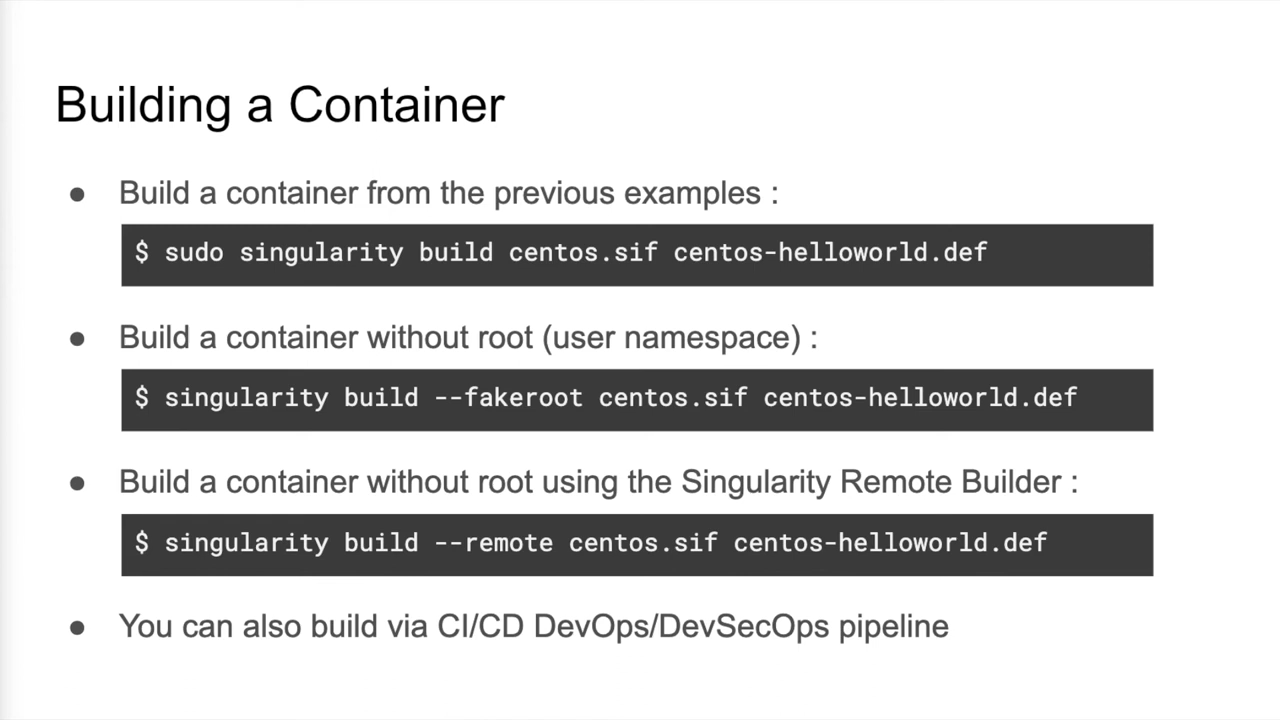 Building a Container
● Build a container from the previous examples :
$ sudo singularity build centos.sif centos-helloworld.def
● Build a container without root (user namespace) :
$ singularity build --fakeroot centos.sif centos-helloworld.def
● Build a container without root using the Singularity Remote Builder :
$ singularity build --remote centos.sif centos-helloworld.def
● You can also build via CI/CD DevOps/DevSecOps pipeline